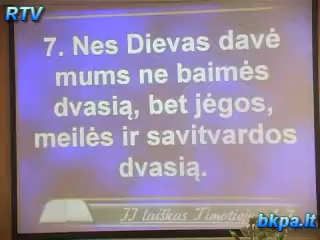 RTV
7. Nes Dievas davė
mums ne baimės
dvasią, bet jėgos,
meilės ir savitvardos
dvasią.
II laiškas Timotiejui
bkpa.lt